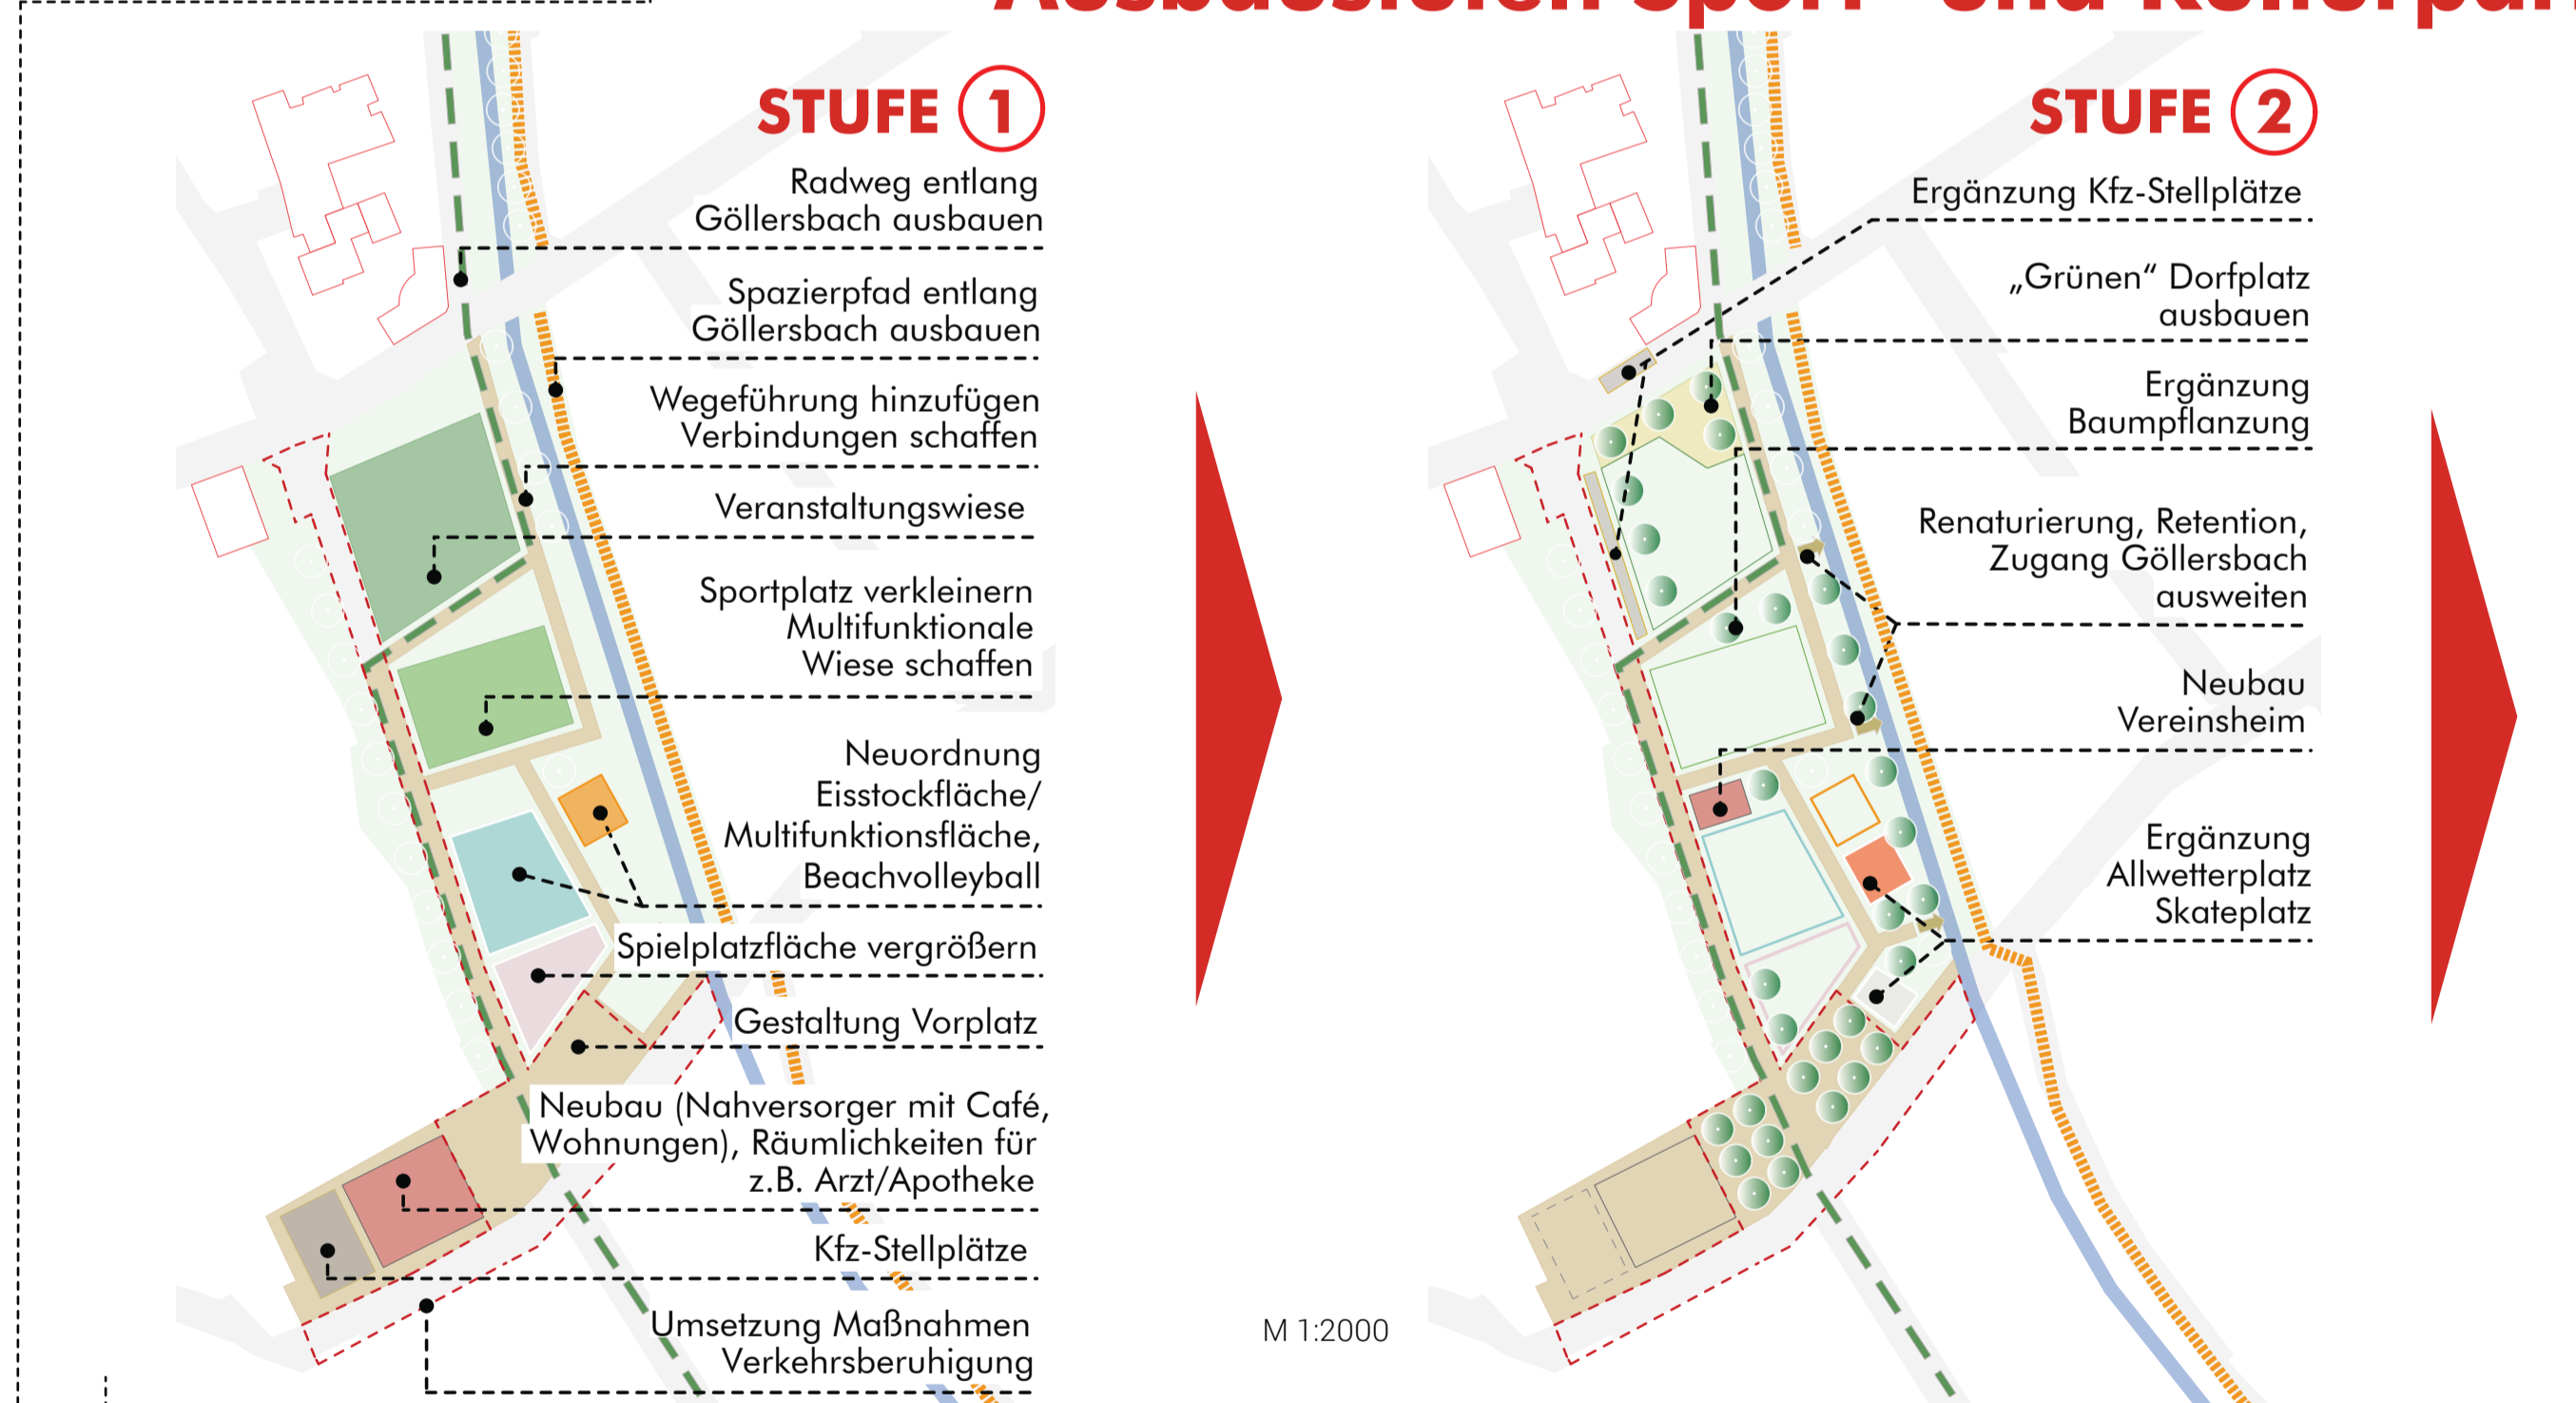 Ausbaustufen Sport- und
STUFE 1
Radweg entlang
Göllersbach ausbauen
Spazierpfad entlang
Göllersbach ausbauen
Wegeführung hinzufügen
Verbindungen schaffen
Veranstaltungswiese
Sportplatz verkleinern
Multifunktionale
Wiese schaffen
Neuordnung
Eisstockfläche/
Multifunktionsfläche,
Beachvolleyball
Spielplatzfläche vergrößern
Gestaltung Vorplatz
Neubau (Nahversorger mit Café,
Wohnungen), Räumlichkeiten für
z.B. Arzt/Apotheke
Kfz-Stellplätze
Umsetzung Maßnahmen
Verkehrsberuhigung
M 1:2000
STUFE 2
Ergänzung Kfz-Stellplätze
„Grünen“ Dorfplatz
ausbauen
Ergänzung
Baumpflanzung
Renaturierung, Retention,
Zugang Göllersbach
ausweiten
Neubau
Vereinsheim
Ergänzung
Allwetterplatz
Skateplatz